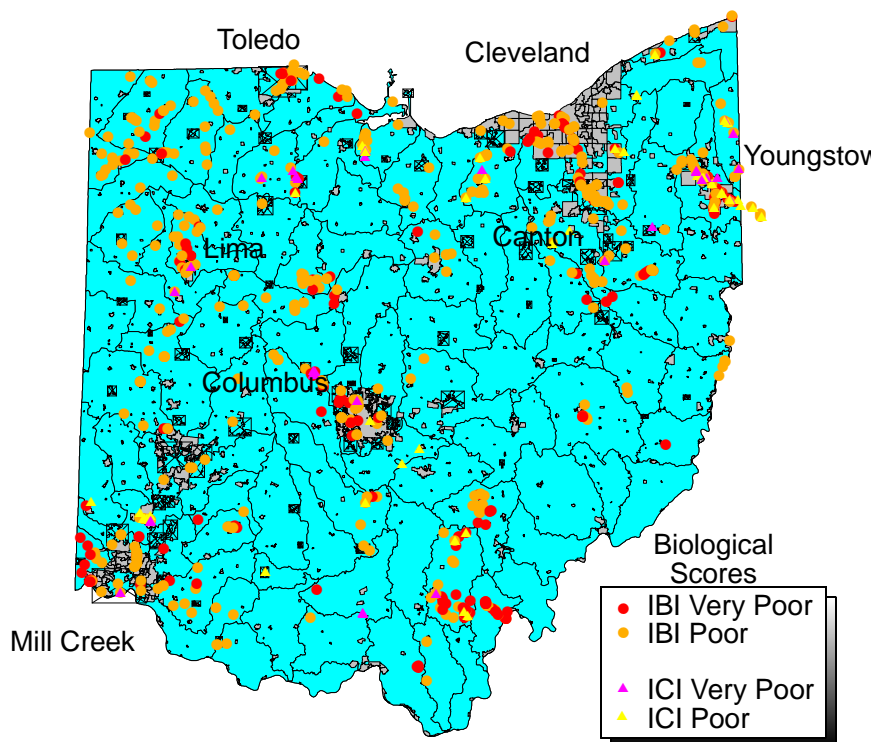 Toledo
Cleveland
Youngstow
Lima
Canton
Columbus
Mill Creek
Biological
Scores
IBI Very Poor
IBI Poor
ICI Very Poor
ICI Poor